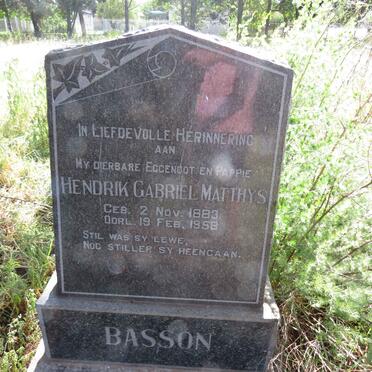 IN LIEFDEVOLLE HERINNERING
AAN
MY DIERBARE EGGENOOT EN PAPPIE
HENDRIK GABRIEL MATTHYS
GEB. 2 NOV. 1883
OORL. 19 FEB. 1958
STIL WAS SY LEWE,
NOG STILLER SY HEENGAAN.
BASSON